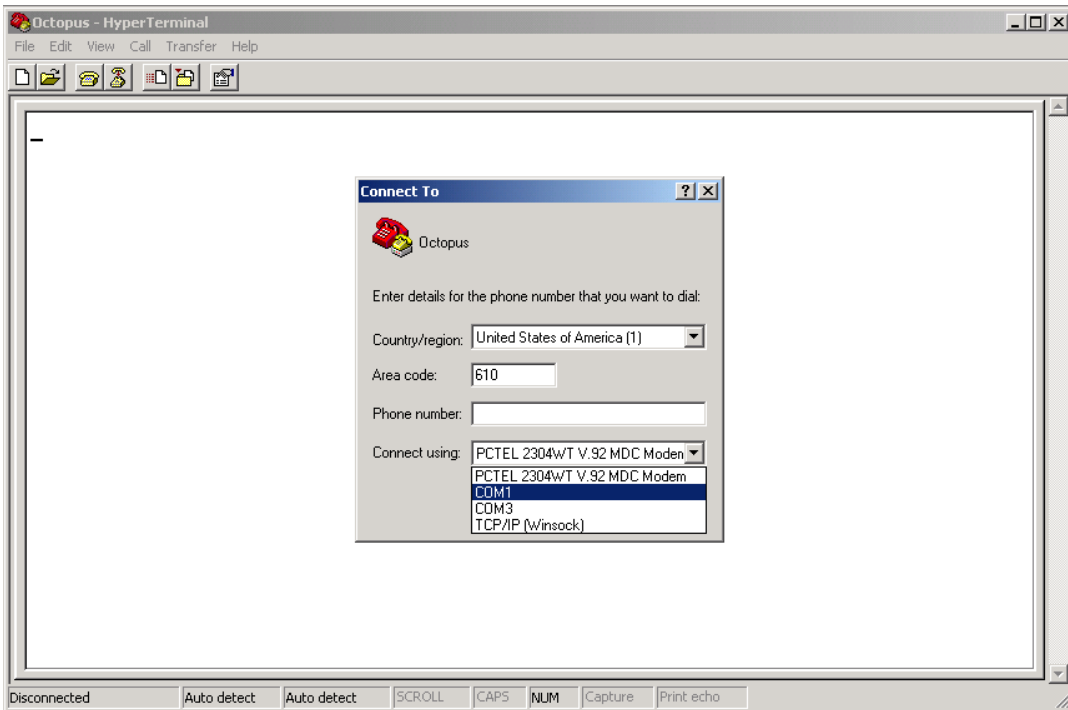 Octopus - HyperTerminal
File Edit View Call Transfer Help
Connect To
Octopus
Enter details for the phone number that you want to dial:
Country/region: United States of America (1)
Area code: 610
Phone number:
Connect using: PCTEL 2304WT V.92 MDC Modem
PCTEL 2304WT V.92 MDC Modem
COM1
COM3
TCP/IP (Winsock)
Disconnected Auto detect Auto detect SCROLL CAPS NUM Capture Print echo